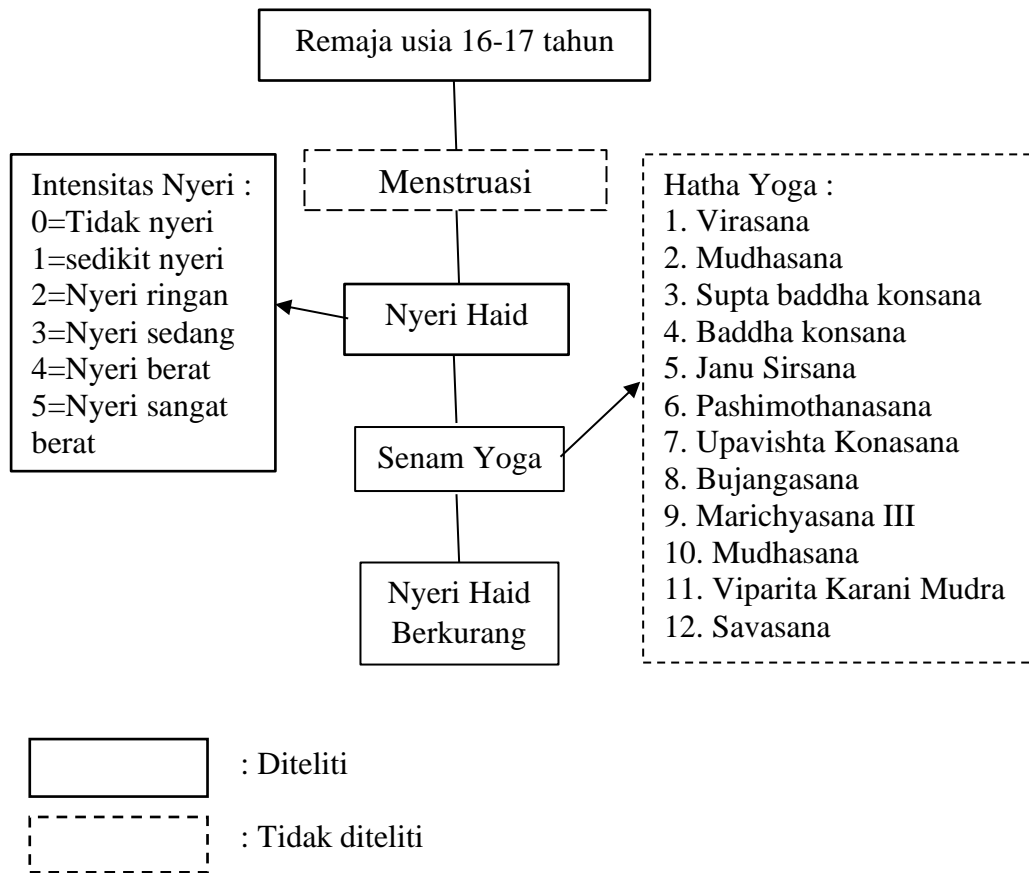 Remaja usia 16-17 tahun
Menstruasi
Intensitas Nyeri :
0=Tidak nyeri
1=sedikit nyeri
2=Nyeri ringan
3=Nyeri sedang
4=Nyeri berat
5=Nyeri sangat
berat
Nyeri Haid
Senam Yoga
Nyeri Haid
Berkurang
Hatha Yoga :
1. Virasana
2. Mudhasana
3. Supta baddha konsana
4. Baddha konsana
5. Janu Sirsana
6. Pashimothanasana
7. Upavishta Konasana
8. Bujangasana
9. Marichyasana III
10. Mudhasana
11. Viparita Karani Mudra
12. Savasana
: Diteliti
: Tidak diteliti